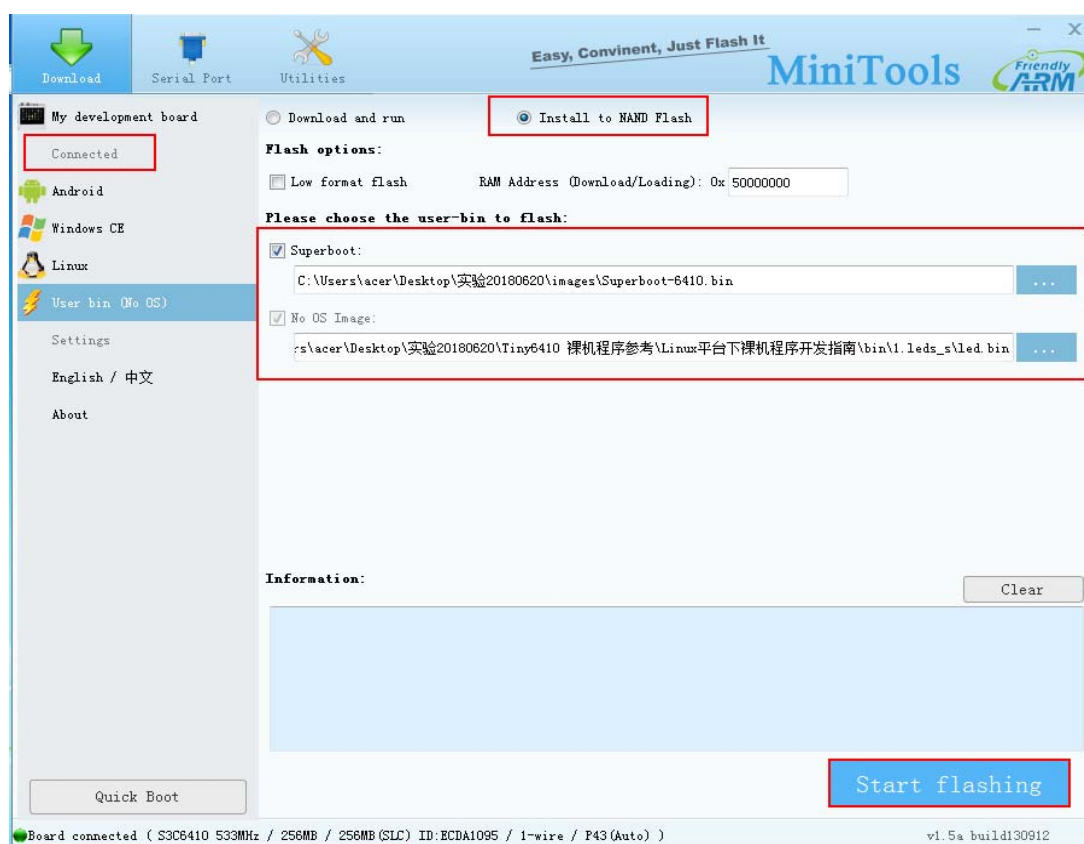 Easy, Convinent, Just Flash It
MiniTools
Friendly
ARM
Download
Serial Port
Utilities
My development board
Connected
Android
Windows CE
Linux
User bin (No OS)
Settings
English / 中文
About
Quick Boot
Download and run
Install to NAND Flash
Flash options:
Low format flash
RAM Address (Download/Loading): 0x 50000000
Please choose the user-bin to flash:
Superboot:
C:\Users\acer\Desktop\实验20180620\images\Superboot-6410.bin
...
No OS Image:
rs\acer\Desktop\实验20180620\Tiny6410 裸机程序参考\Linux平台下裸机程序开发指南\bin\1.leds_s\led.bin
...
Information:
Clear
Start flashing
Board connected ( S3C6410 533MHz / 256MB / 256MB(SLC) ID:ECDA1095 / 1-wire / P43(Auto) )
v1.5a build130912